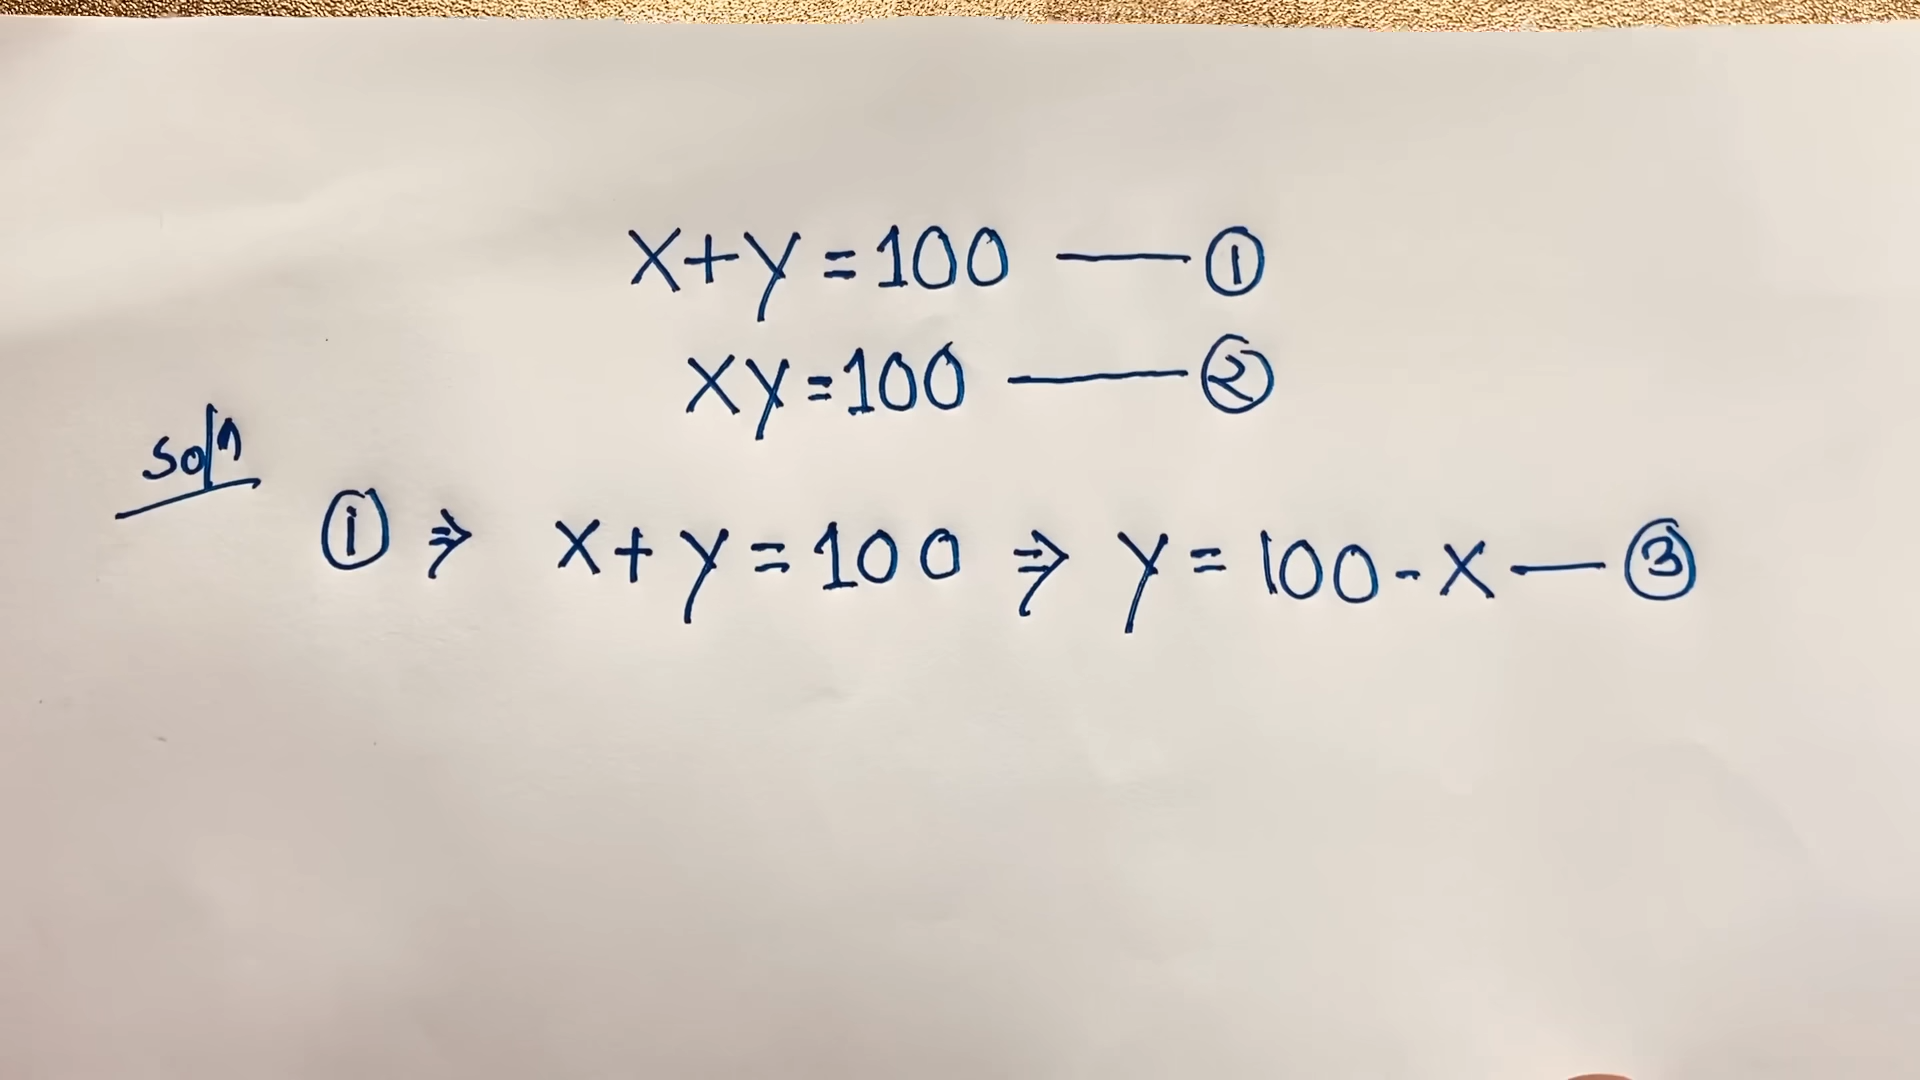 x+y=100 —— ①
xy=100 —— ②
Soln
① ⇒ x+y=100 ⇒ y=100-x — ③